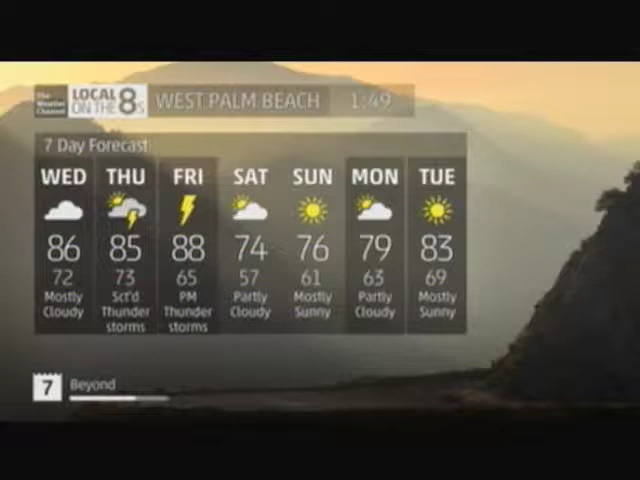 The Weather Channel
LOCAL ON THE 8s
WEST PALM BEACH 1:49
7 Day Forecast
WED THU FRI SAT SUN MON TUE
86 85 88 74 76 79 83
72 73 65 57 61 63 69
Mostly Cloudy
Sct'd Thunder storms
PM Thunder storms
Partly Cloudy
Mostly Sunny
Partly Cloudy
Mostly Sunny
7 Beyond